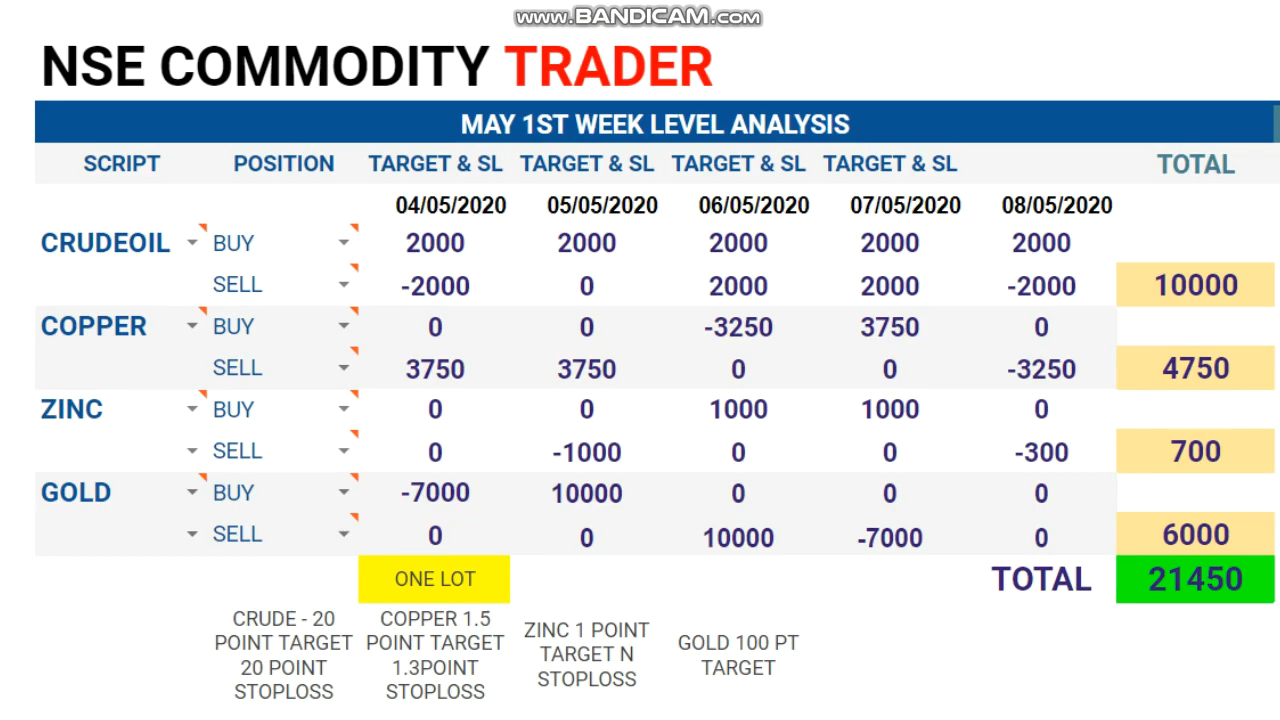 www.BANDICAM.com
NSE COMMODITY TRADER
MAY 1ST WEEK LEVEL ANALYSIS
SCRIPT POSITION TARGET & SL TARGET & SL TARGET & SL TARGET & SL TOTAL
04/05/2020 05/05/2020 06/05/2020 07/05/2020 08/05/2020
CRUDEOIL BUY 2000 2000 2000 2000 2000
SELL -2000 0 2000 2000 -2000 10000
COPPER BUY 0 0 -3250 3750 0
SELL 3750 3750 0 0 -3250 4750
ZINC BUY 0 0 1000 1000 0
SELL 0 -1000 0 0 -300 700
GOLD BUY -7000 10000 0 0 0
SELL 0 0 10000 -7000 0 6000
ONE LOT TOTAL 21450
CRUDE - 20
POINT TARGET
20 POINT
STOPLOSS
COPPER 1.5
POINT TARGET
1.3POINT
STOPLOSS
ZINC 1 POINT
TARGET N
STOPLOSS
GOLD 100 PT
TARGET